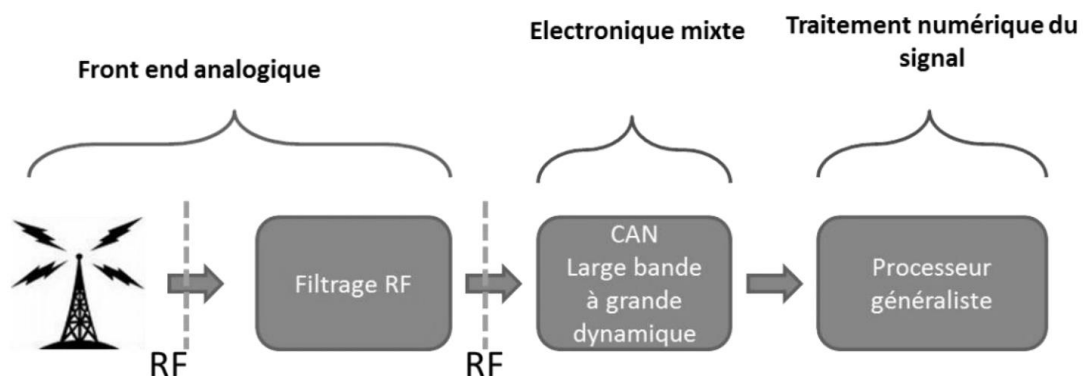 Front end analogique
Electronique mixte
Traitement numérique du
signal
RF
Filtrage RF
RF
CAN
Large bande
à grande
dynamique
Processeur
généraliste